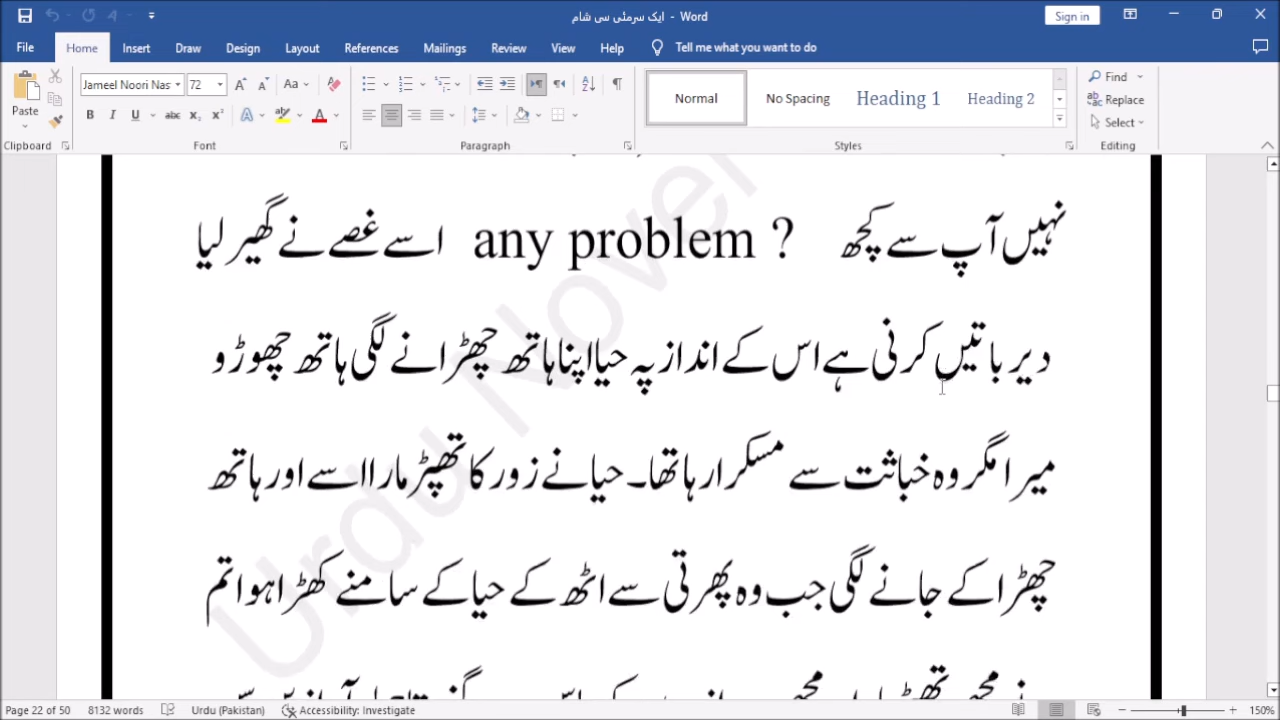 ایک سرمئی سی شام - Word
Sign in
File Home Insert Draw Design Layout References Mailings Review View Help Tell me what you want to do
Paste
Jameel Noori Nas 72
Normal No Spacing Heading 1 Heading 2
Find
Replace
Select
Clipboard Font Paragraph Styles Editing
نہیں آپ سے کچھ any problem ? اسے غصے نے گھیر لیا
دیر باتیں کرنی ہے اس کے انداز پہ حیا اپنا ہاتھ چھڑانے لگی ہاتھ چھوڑو
میرا مگر وہ خباثت سے مسکرا رہا تھا۔ حیا نے زور کا تھپڑ مارا اسے اور ہاتھ
چھڑا کے جانے لگی جب وہ پھرتی سے اٹھ کے حیا کے سامنے کھڑا ہوا تم
Urdu Novel
Page 22 of 50 8132 words Urdu (Pakistan) Accessibility: Investigate 150%